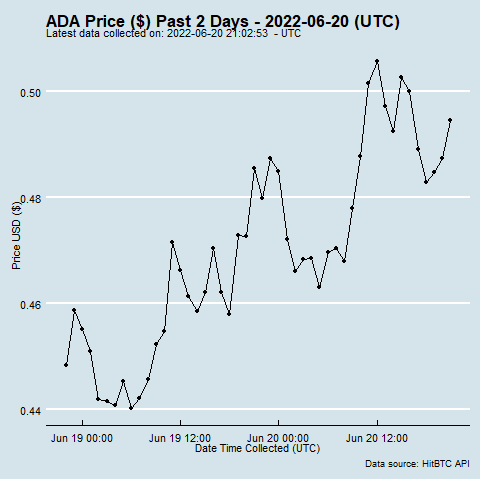 ADA Price ($) Past 2 Days - 2022-06-20 (UTC)
Latest data collected on: 2022-06-20 21:02:53 - UTC
0.50
0.48
0.46
0.44
Price USD ($)
Jun 19 00:00 Jun 19 12:00 Jun 20 00:00 Jun 20 12:00
Date Time Collected (UTC)
Data source: HitBTC API